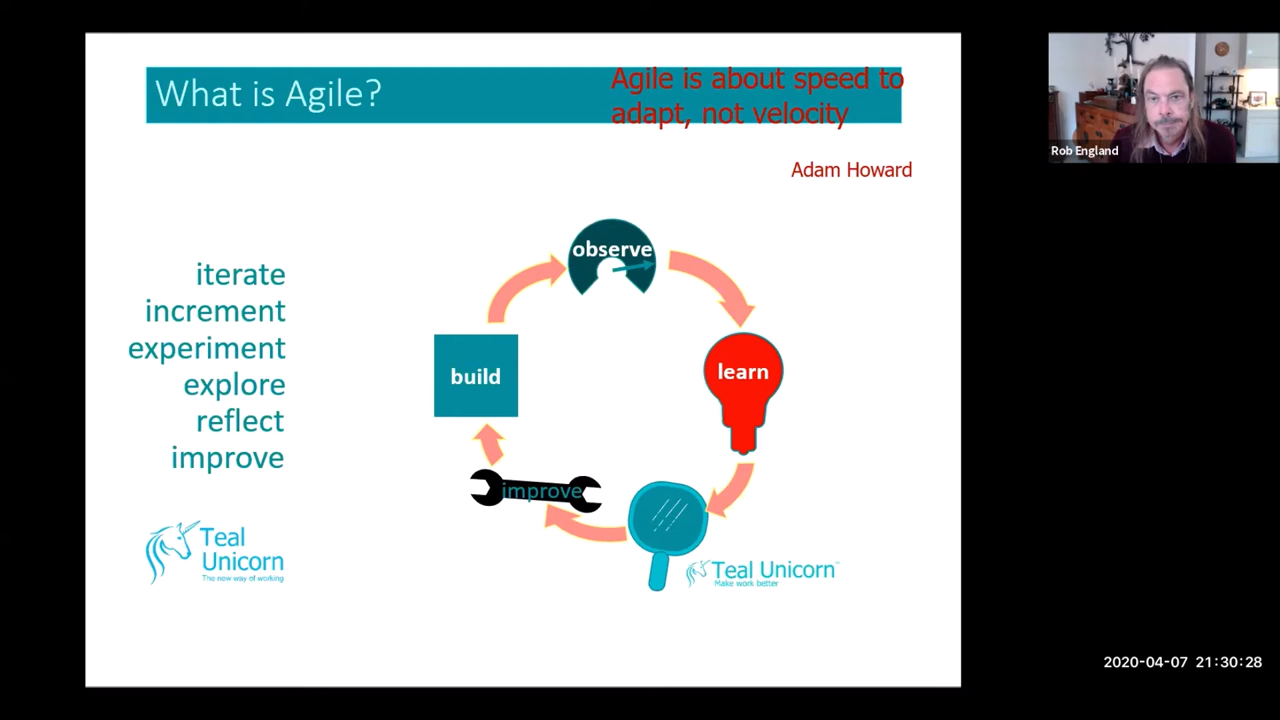 What is Agile?
Agile is about speed to
adapt, not velocity
Adam Howard
Rob England
iterate
increment
experiment
explore
reflect
improve
observe
learn
build
improve
Teal
Unicorn
The new way of working
Teal Unicorn
Make work better
2020-04-07 21:30:28